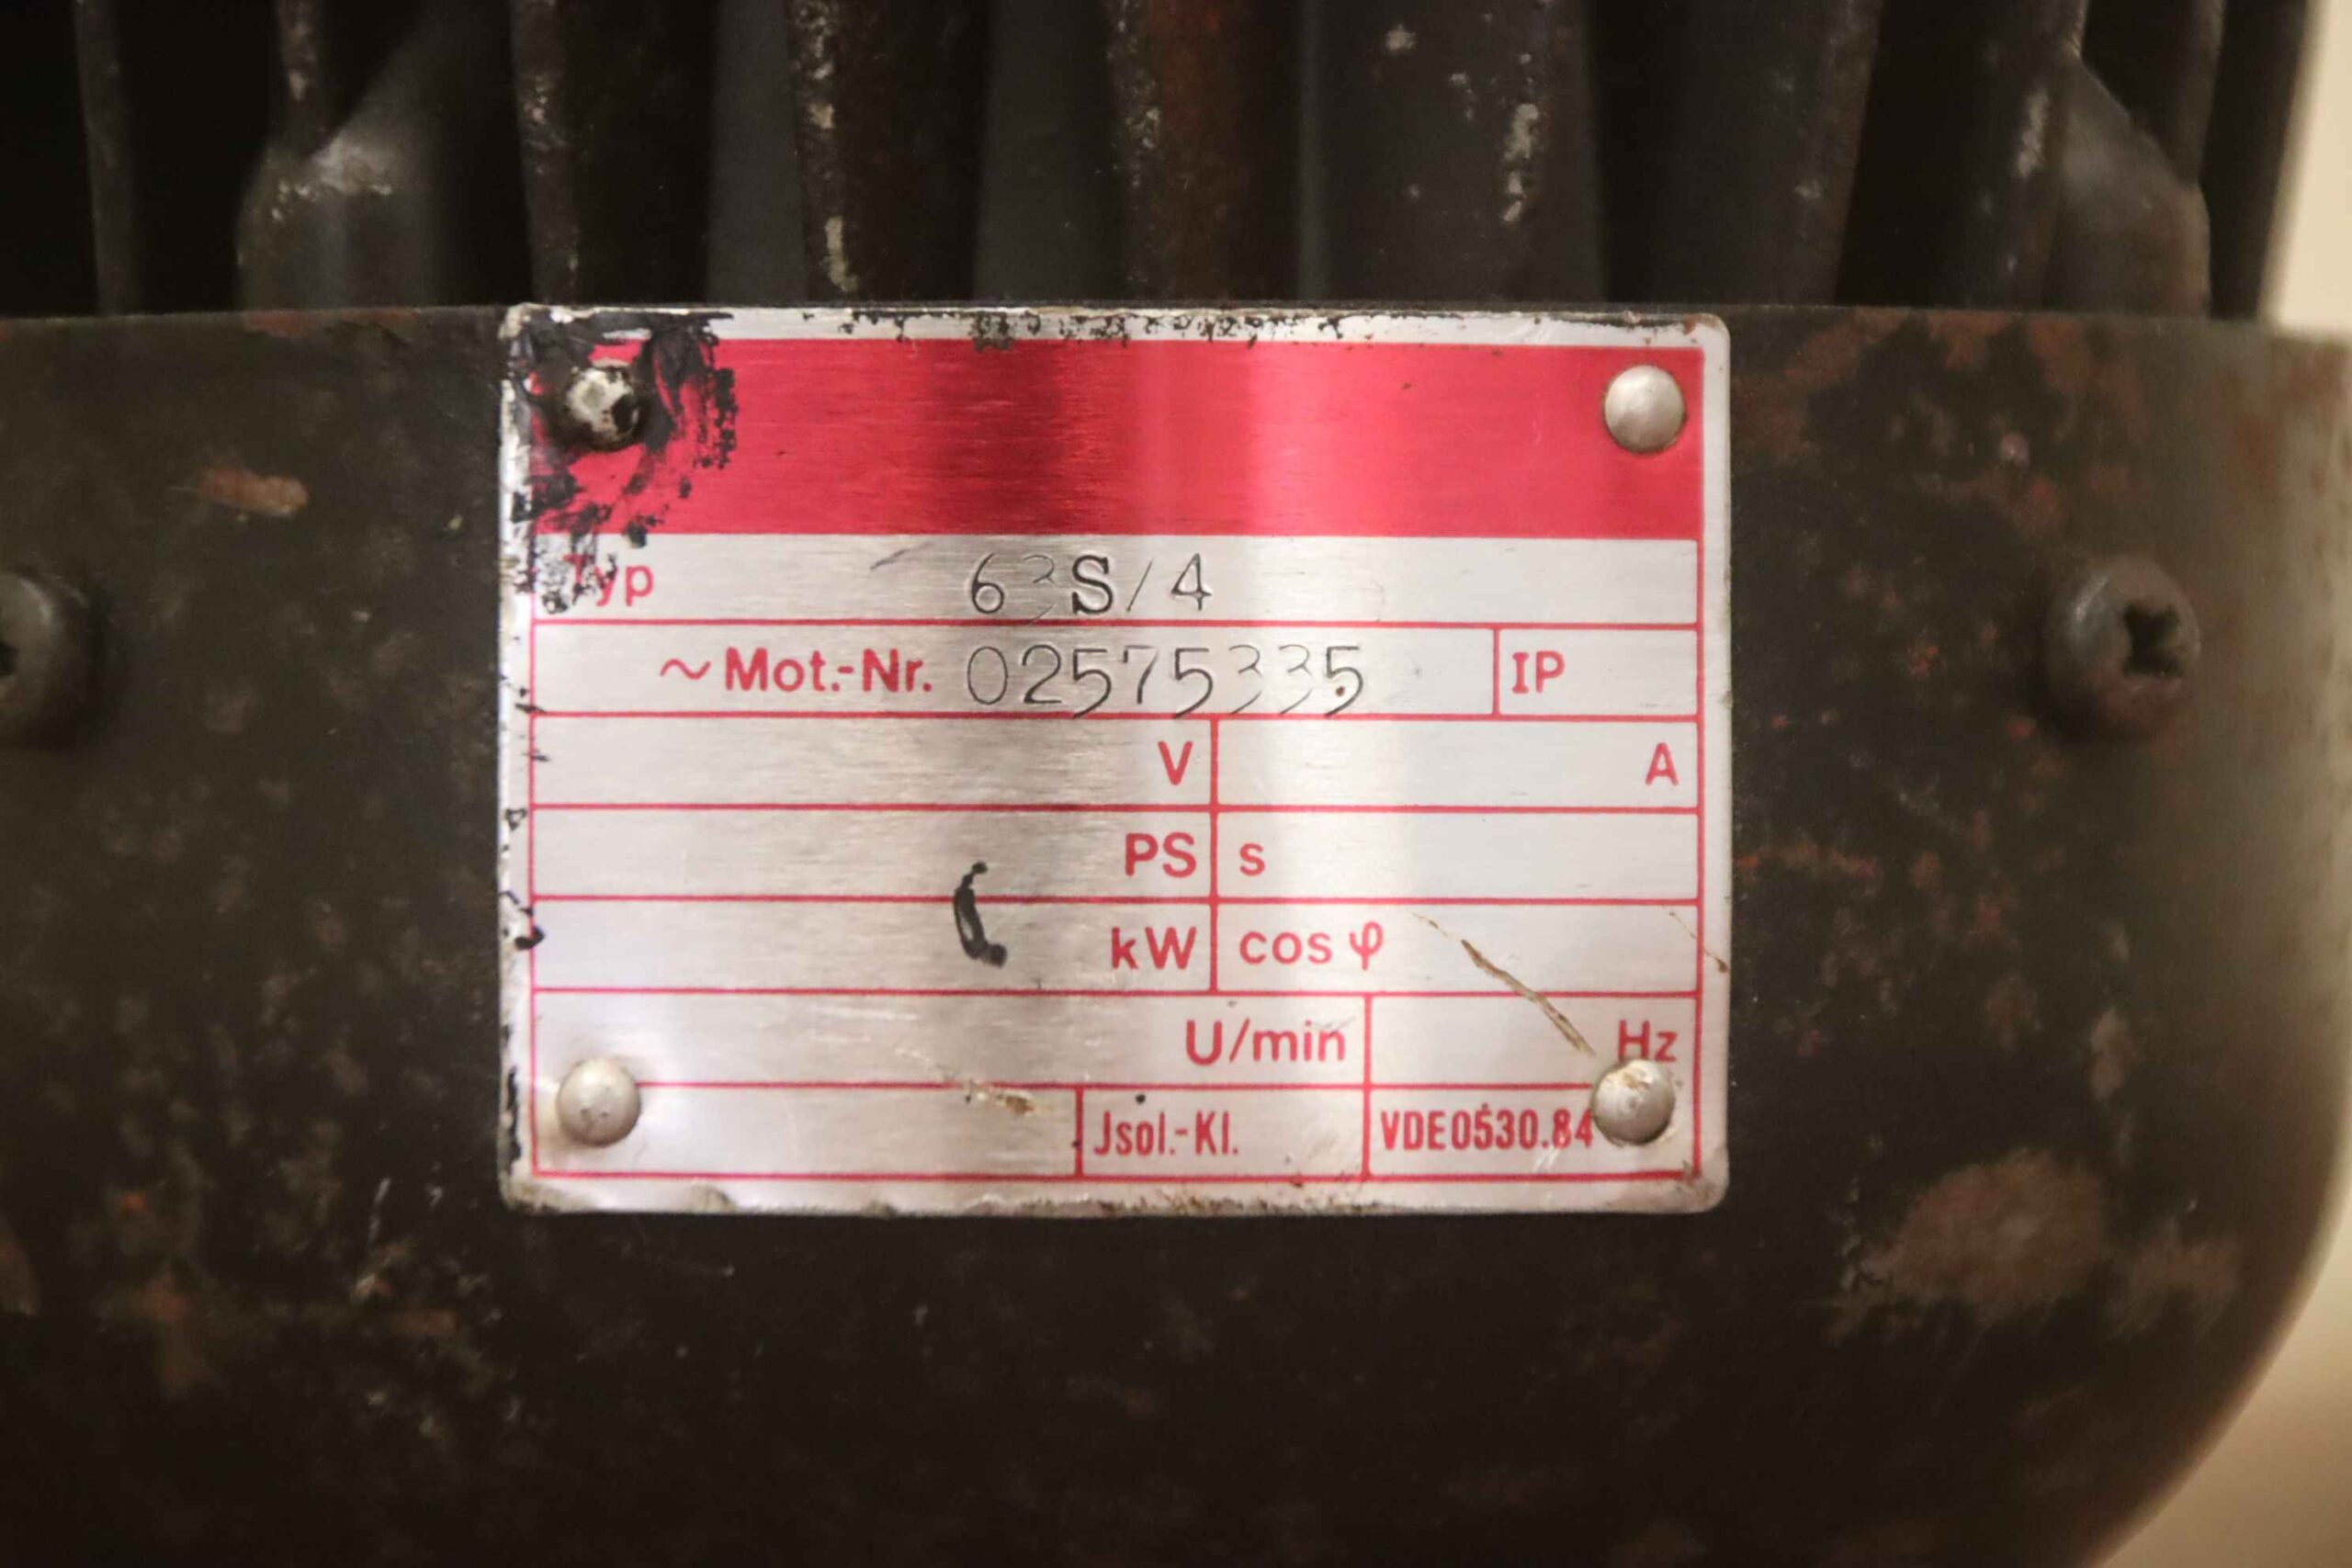 Typ 63S/4
~Mot.-Nr. 02575335 IP
V A
PS s
kW cos φ
U/min Hz
Jsol.-Kl. VDE0530.84